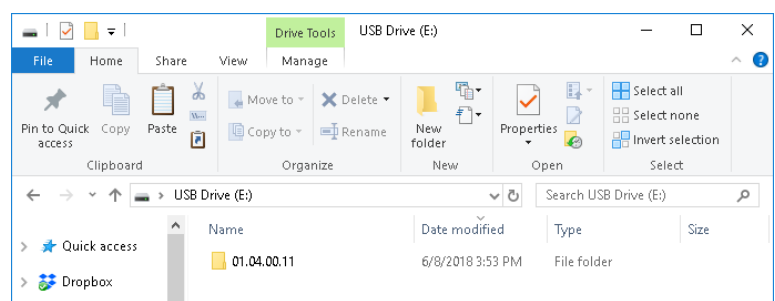 Drive Tools USB Drive (E:)
File Home Share View Manage
Pin to Quick access
Copy
Paste
Move to
Copy to
Delete
Rename
New folder
Properties
Select all
Select none
Invert selection
Clipboard Organize New Open Select
USB Drive (E:) Search USB Drive (E:)
Name Date modified Type Size
Quick access
01.04.00.11 6/8/2018 3:53 PM File folder
Dropbox